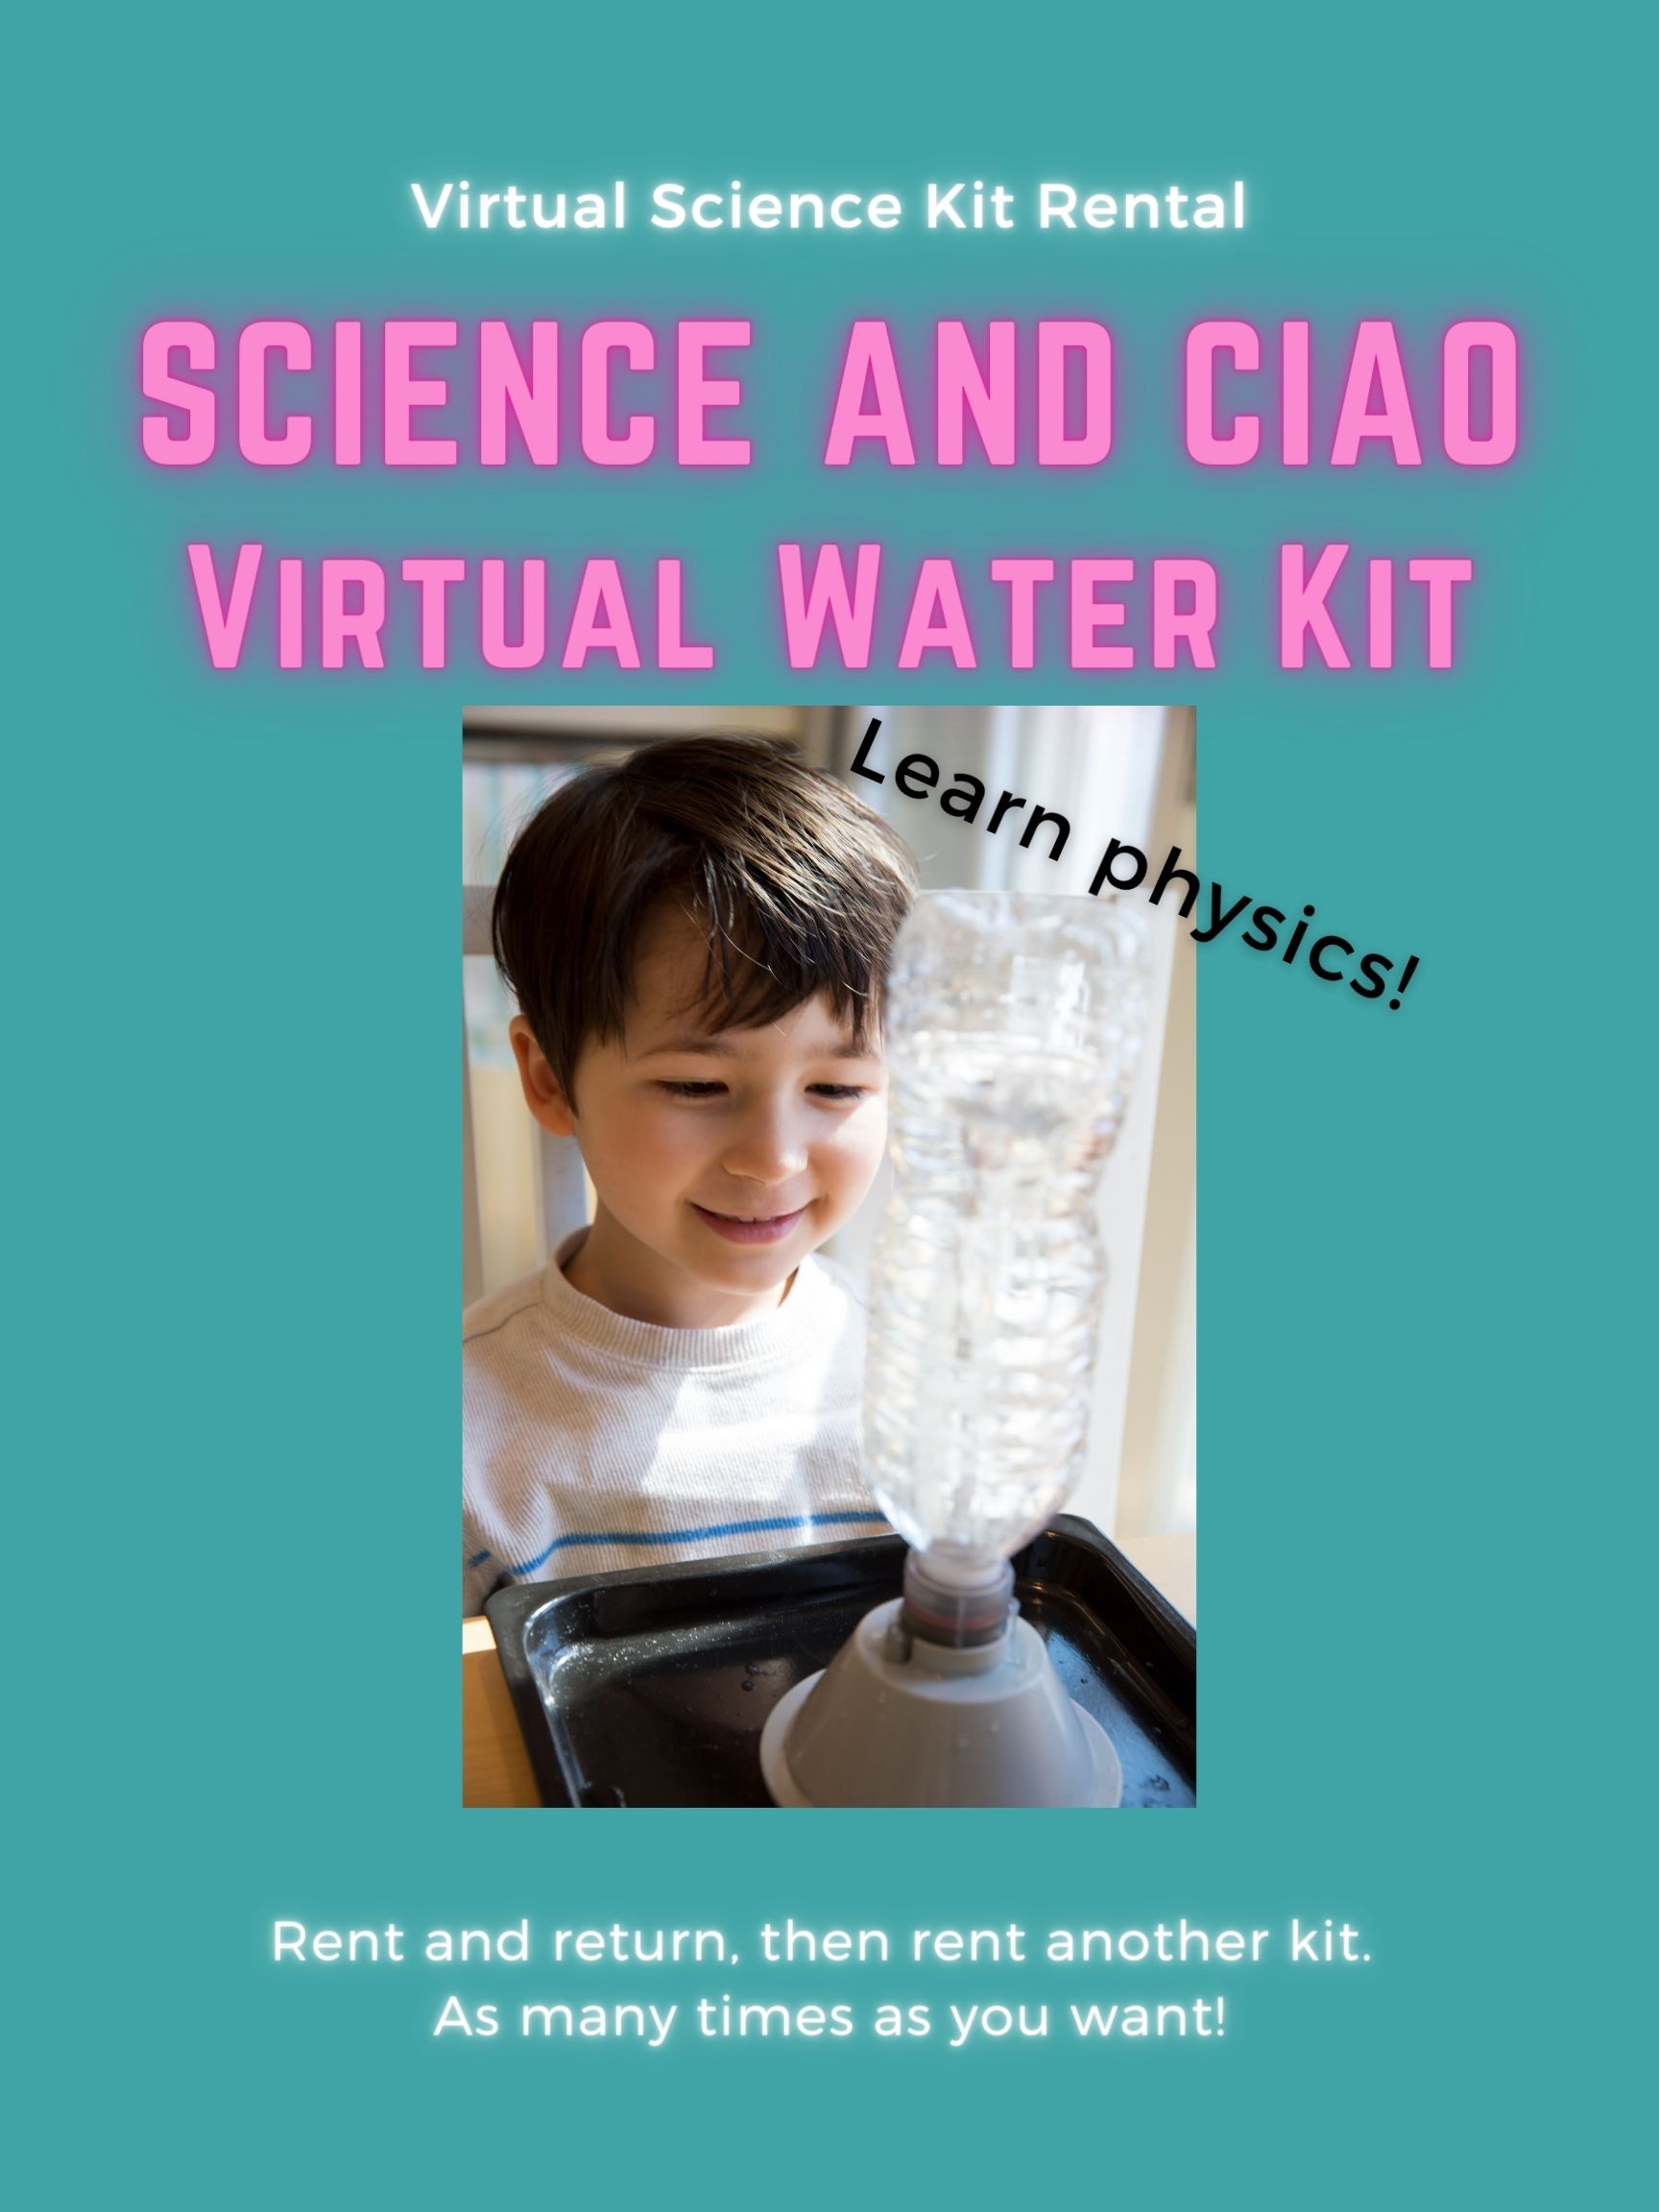 Virtual Science Kit Rental
SCIENCE AND CIAO
Virtual Water Kit
Learn physics!
Rent and return, then rent another kit.
As many times as you want!